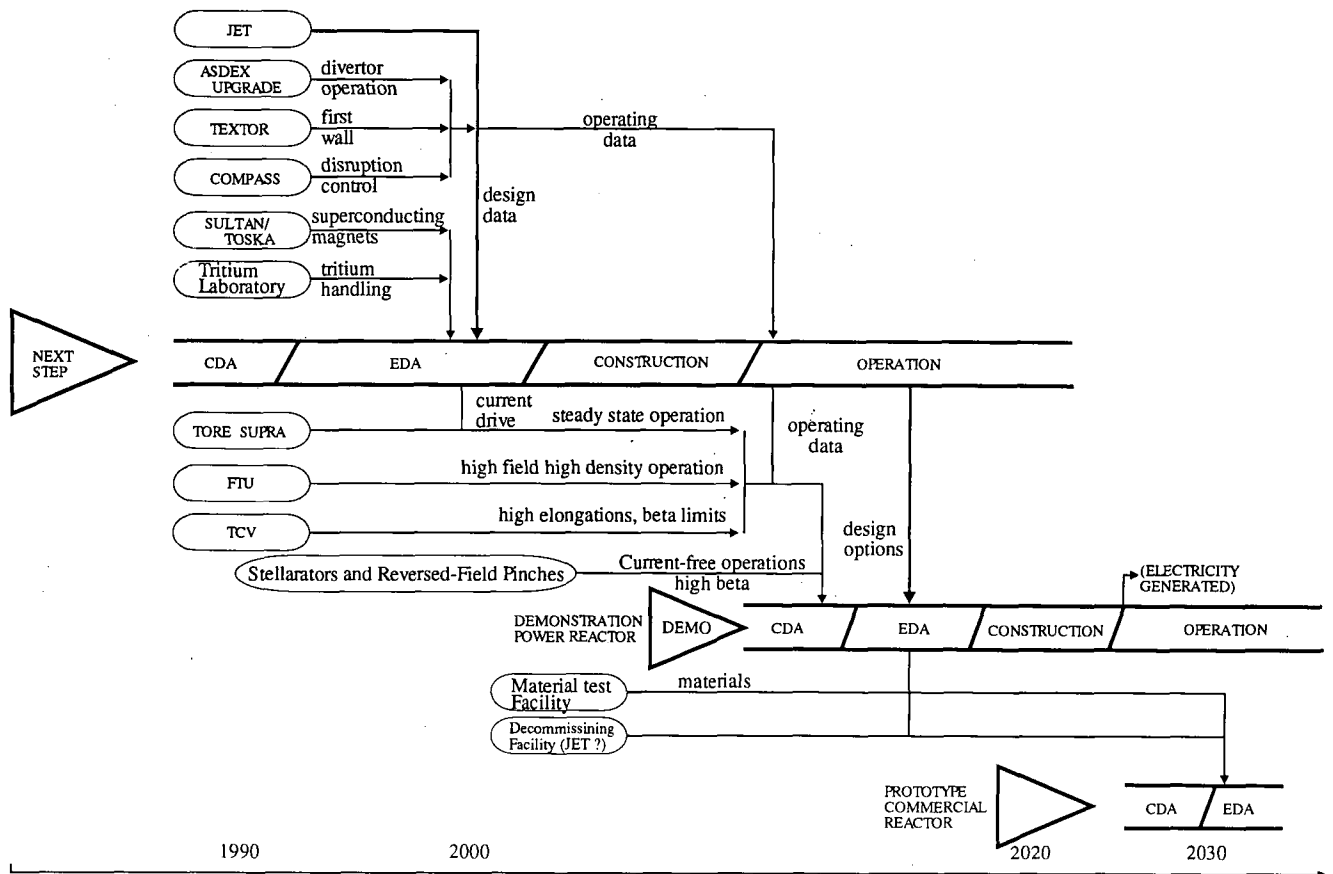 JET
ASDEX
UPGRADE
divertor
operation
TEXTOR
first
wall
operating
data
COMPASS
disruption
control
design
data
SULTAN/
TOSKA
superconducting
magnets
Tritium
Laboratory
tritium
handling
NEXT
STEP
CDA
EDA
CONSTRUCTION
OPERATION
current
drive
TORE SUPRA
steady state operation
operating
data
FTU
high field high density operation
TCV
high elongations, beta limits
design
options
Stellarators and Reversed-Field Pinches
Current-free operations
high beta
(ELECTRICITY
GENERATED)
DEMONSTRATION
POWER REACTOR
DEMO
CDA
EDA
CONSTRUCTION
OPERATION
Material test
Facility
materials
Decommissining
Facility (JET ?)
PROTOTYPE
COMMERCIAL
REACTOR
CDA
EDA
1990
2000
2020
2030